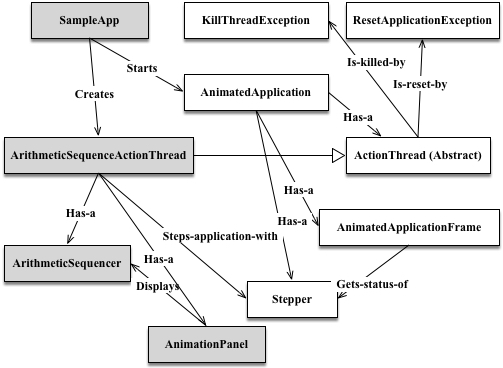 SampleApp
KillThreadException
ResetApplicationException
Is-killed-by
Starts
Is-reset-by
Creates
AnimatedApplication
Has-a
ArithmeticSequenceActionThread
ActionThread (Abstract)
Has-a
Has-a
Has-a
AnimatedApplicationFrame
Steps-application-with
Has-a
ArithmeticSequencer
Displays
Gets-status-of
Stepper
AnimationPanel